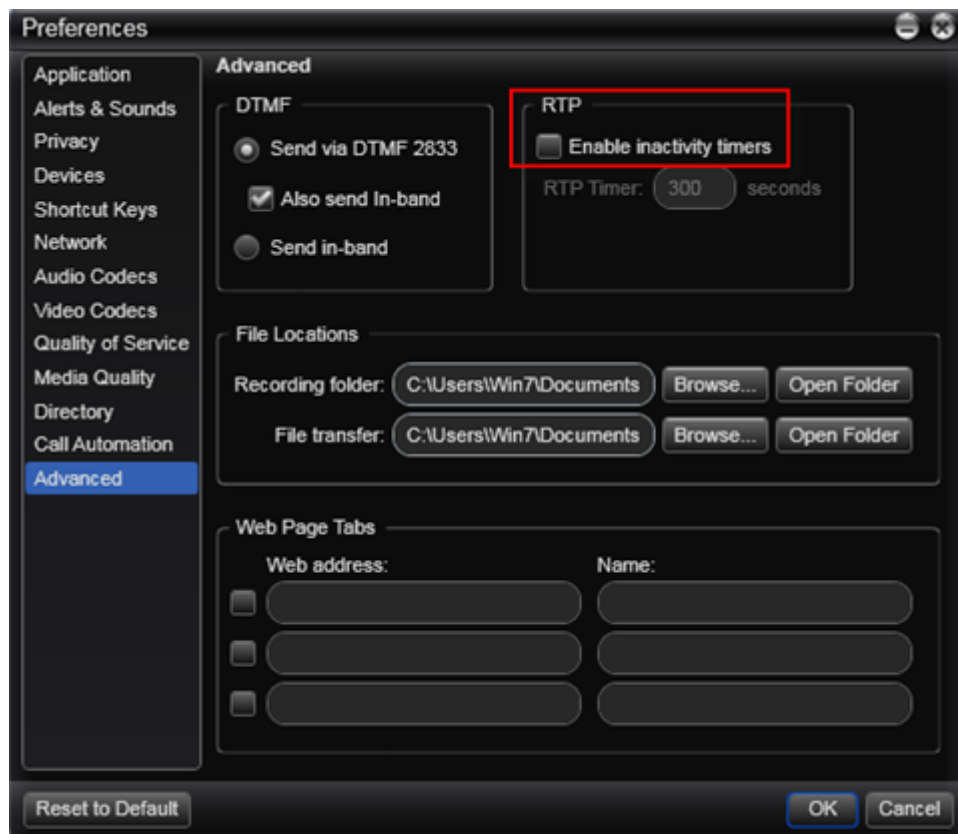 Preferences
Application
Alerts & Sounds
Privacy
Devices
Shortcut Keys
Network
Audio Codecs
Video Codecs
Quality of Service
Media Quality
Directory
Call Automation
Advanced
Advanced
DTMF
Send via DTMF 2833
Also send In-band
Send in-band
RTP
Enable inactivity timers
RTP Timer: 300 seconds
File Locations
Recording folder: C:\Users\Win7\Documents Browse... Open Folder
File transfer: C:\Users\Win7\Documents Browse... Open Folder
Web Page Tabs
Web address: Name:
Reset to Default OK Cancel